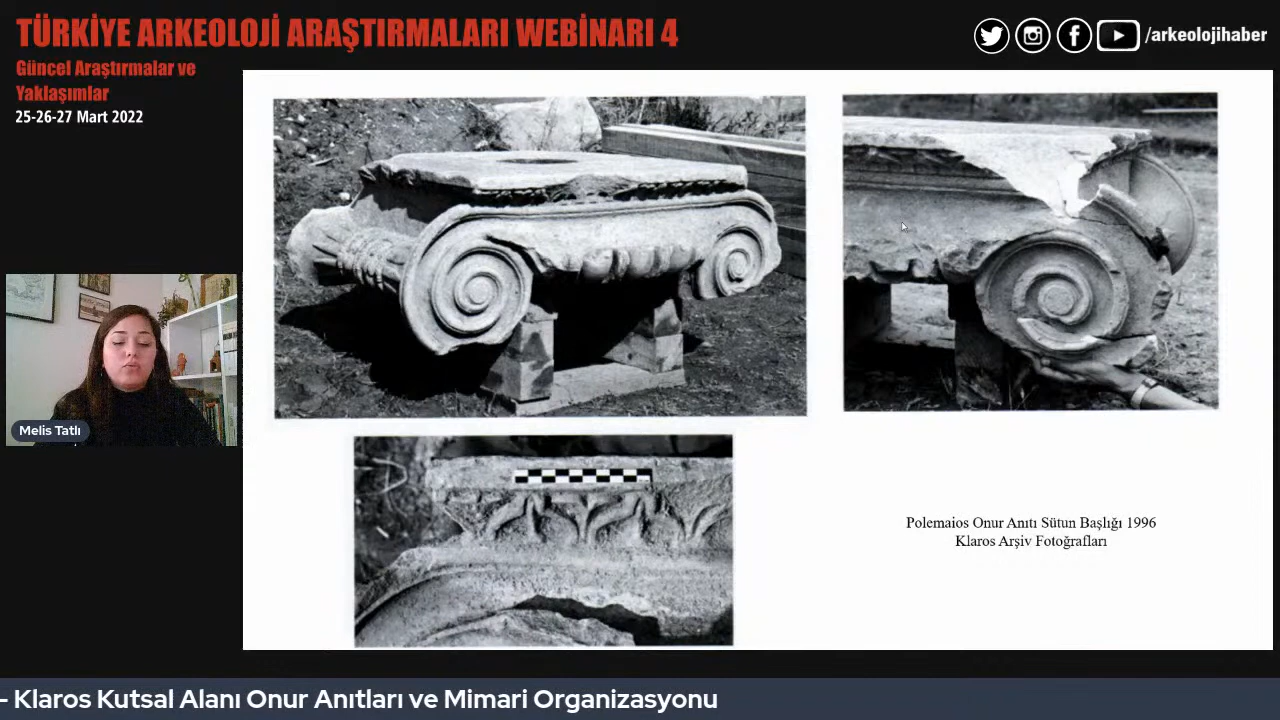 TÜRKİYE ARKEOLOJİ ARAŞTIRMALARI WEBİNARI 4
Güncel Araştırmalar ve
Yaklaşımlar
25-26-27 Mart 2022
/arkeolojihaber
Melis Tatlı
Polemaios Onur Anıtı Sütun Başlığı 1996
Klaros Arşiv Fotoğrafları
- Klaros Kutsal Alanı Onur Anıtları ve Mimari Organizasyonu